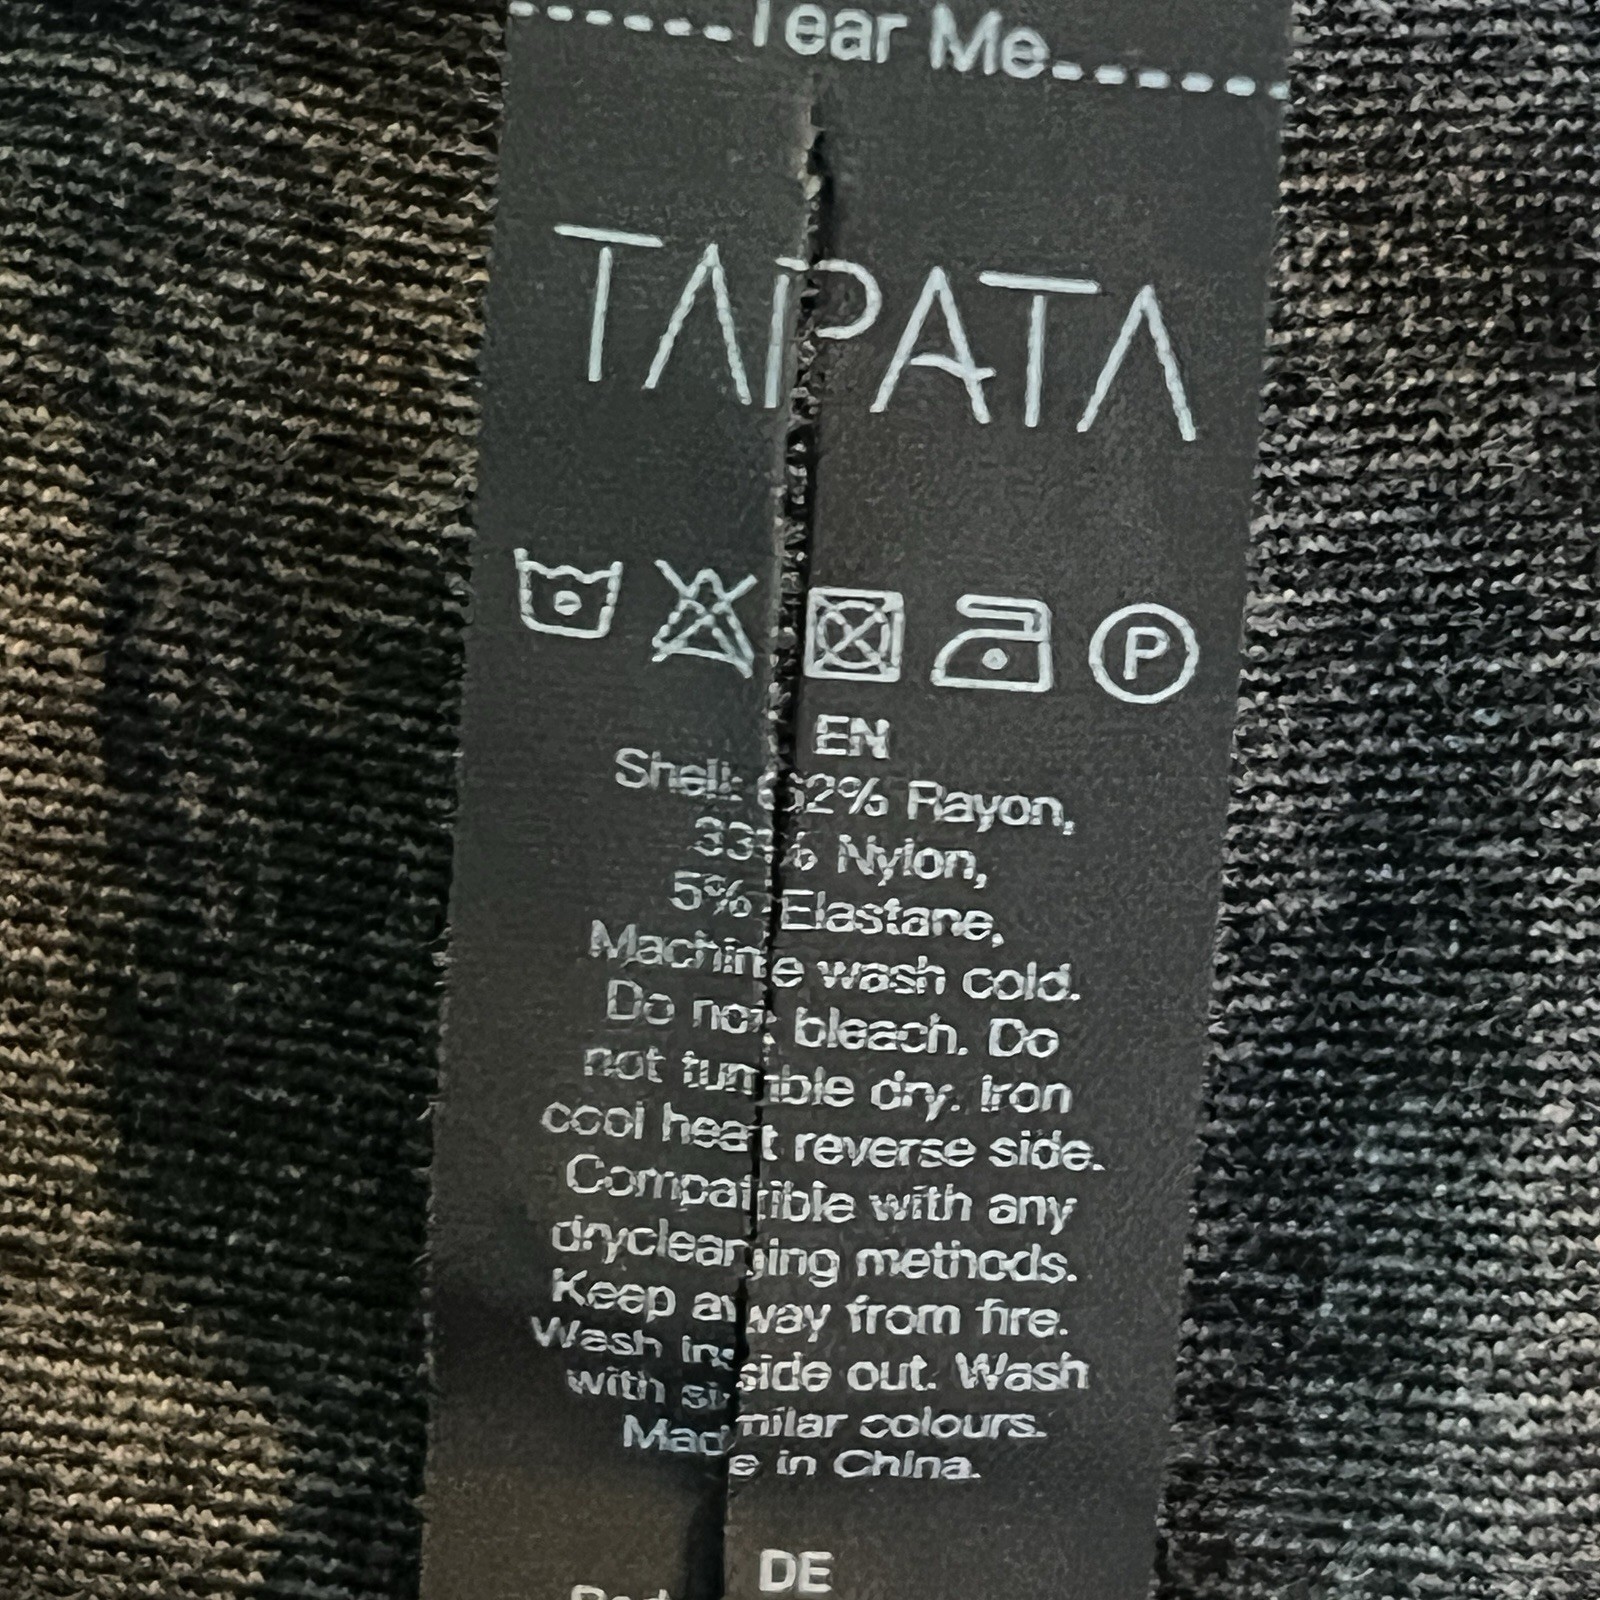 Tear Me
TAPATA
P
EN
Shell: 62% Rayon,
33% Nylon,
5% Elastane,
Machine wash cold.
Do not bleach. Do
not tumble dry. Iron
cool heat reverse side.
Compatible with any
drycleaning methods.
Keep away from fire.
Wash inside out. Wash
with similar colours.
Made in China.
DE